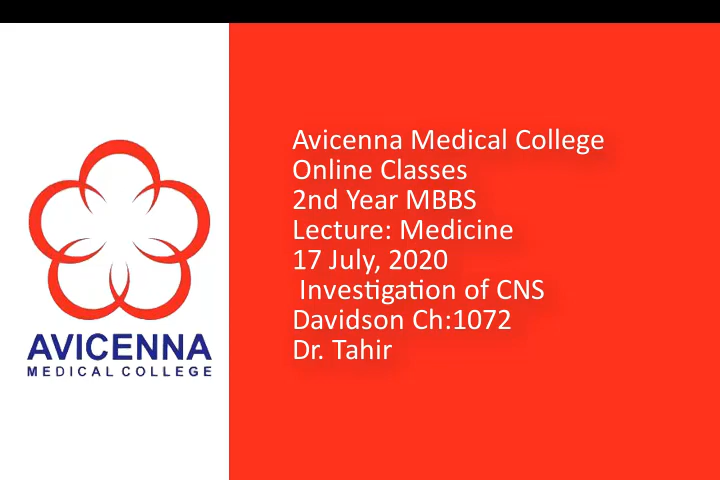 Avicenna Medical College
Online Classes
2nd Year MBBS
Lecture: Medicine
17 July, 2020
Investigation of CNS
Davidson Ch:1072
Dr. Tahir
AVICENNA
MEDICAL COLLEGE